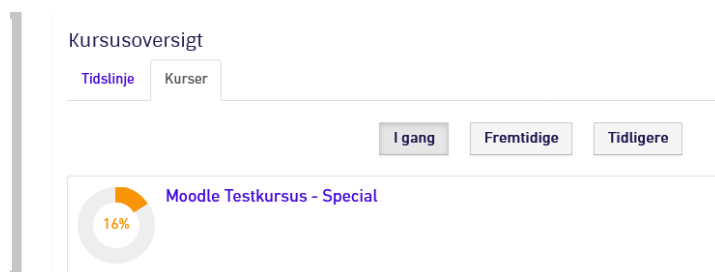 Kursusoversigt
Tidslinje Kurser
I gang Fremtidige Tidligere
Moodle Testkursus - Special
16%